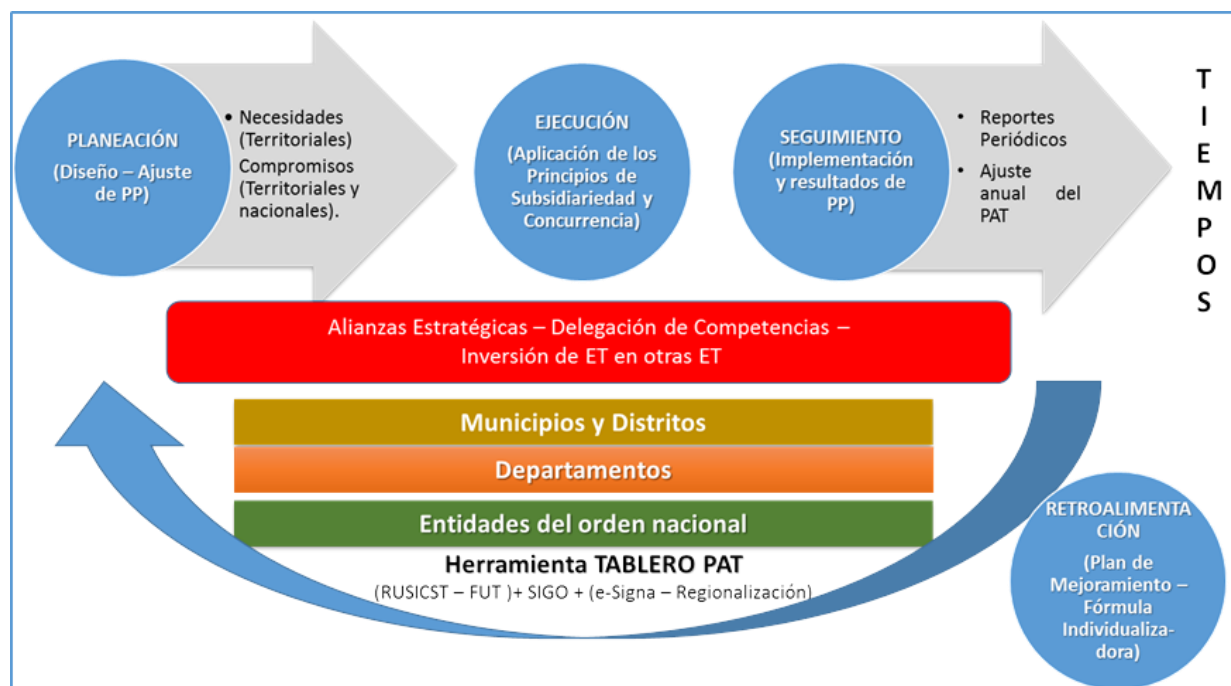 PLANEACIÓN
(Diseño – Ajuste
de PP)
• Necesidades
(Territoriales)
Compromisos
(Territoriales y
nacionales).
EJECUCIÓN
(Aplicación de los
Principios de
Subsidiariedad y
Concurrencia)
SEGUIMIENTO
(Implementación
y resultados de
PP)
• Reportes
Periódicos
• Ajuste
anual del
PAT
T
I
E
M
P
O
S
Alianzas Estratégicas – Delegación de Competencias –
Inversión de ET en otras ET
Municipios y Distritos
Departamentos
Entidades del orden nacional
Herramienta TABLERO PAT
(RUSICST – FUT )+ SIGO + (e-Signa – Regionalización)
RETROALIMENTA
CIÓN
(Plan de
Mejoramiento –
Fórmula
Individualiza-
dora)